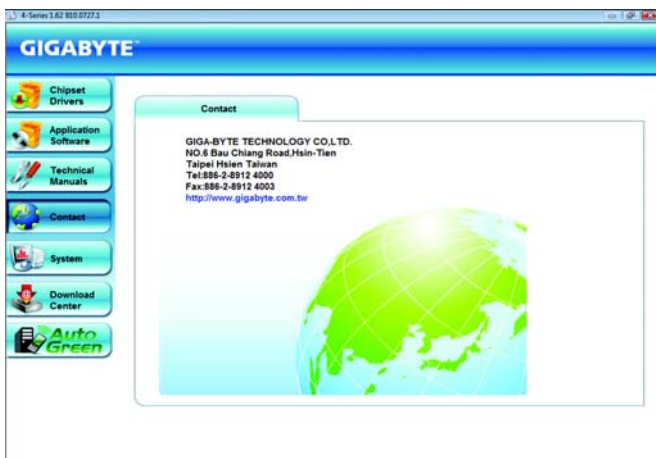 4-Series 1.62 B10.0727.1
GIGABYTE™
Chipset
Drivers
Application
Software
Technical
Manuals
Contact
System
Download
Center
Auto
Green
Contact
GIGA-BYTE TECHNOLOGY CO,LTD.
NO.6 Bau Chiang Road,Hsin-Tien
Taipei Hsien Taiwan
Tel:886-2-8912 4000
Fax:886-2-8912 4003
http://www.gigabyte.com.tw